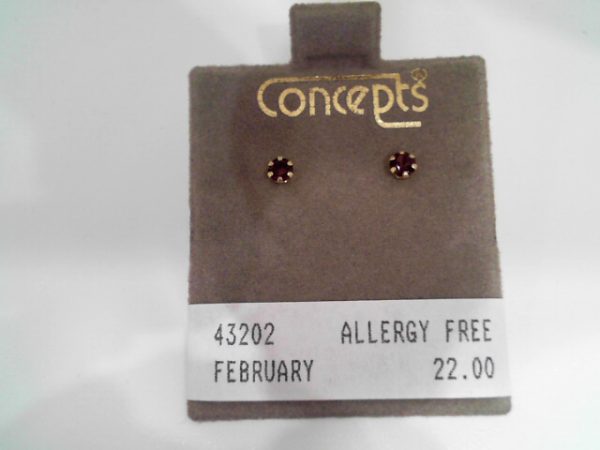 Concepts®
43202 ALLERGY FREE
FEBRUARY 22.00